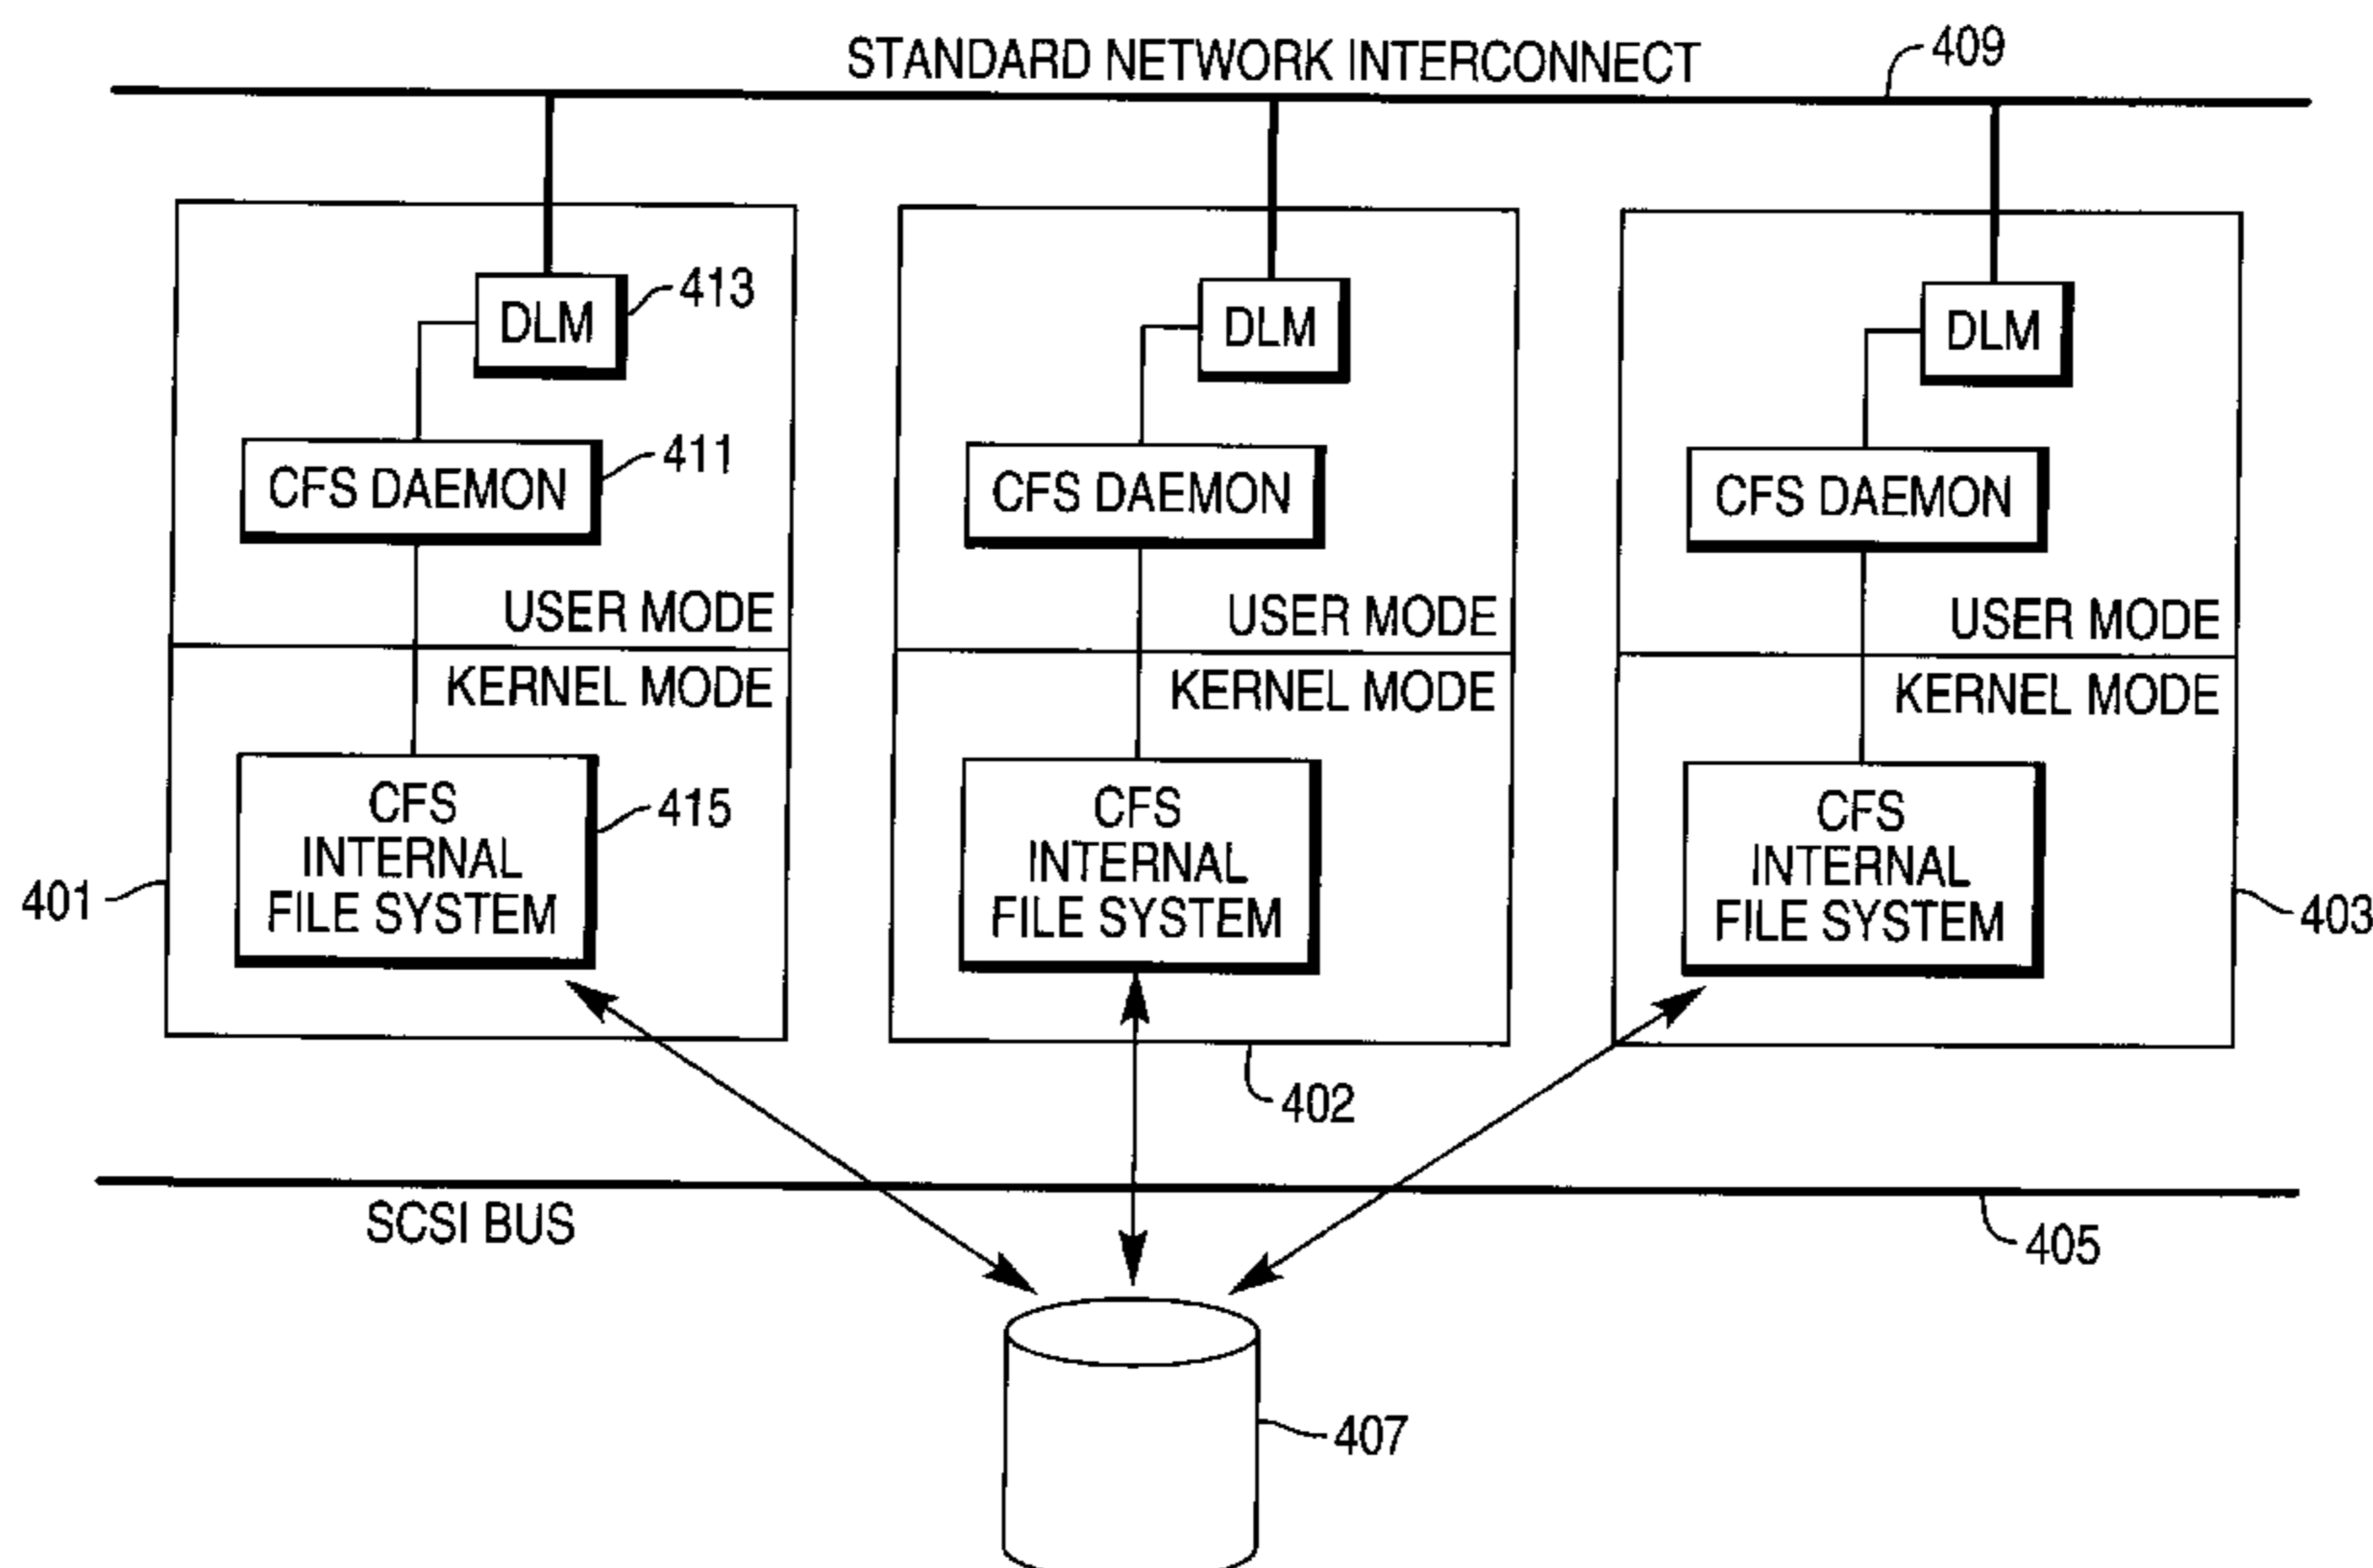 STANDARD NETWORK INTERCONNECT
409
DLM
413
DLM
DLM
CFS DAEMON
411
CFS DAEMON
CFS DAEMON
USER MODE
USER MODE
USER MODE
KERNEL MODE
KERNEL MODE
KERNEL MODE
CFS
INTERNAL
FILE SYSTEM
415
401
CFS
INTERNAL
FILE SYSTEM
402
CFS
INTERNAL
FILE SYSTEM
403
SCSI BUS
405
407